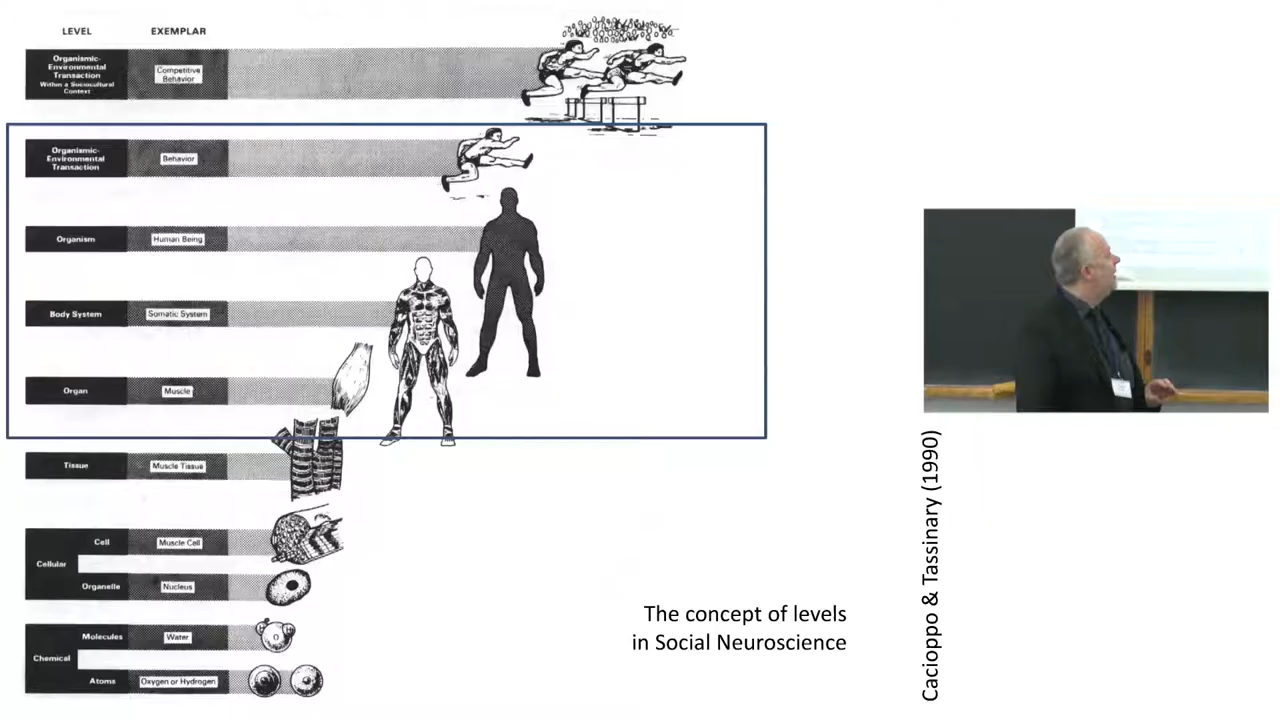 LEVEL EXEMPLAR
Organismic-
Environmental
Transaction
Within a Sociocultural
Context
Competitive
Behavior
Organismic-
Environmental
Transaction
Behavior
Organism
Human Being
Body System
Somatic System
Organ
Muscle
Tissue
Muscle Tissue
Cellular
Cell
Muscle Cell
Organelle
Nucleus
Chemical
Molecules
Water
Atoms
Oxygen or Hydrogen
The concept of levels
in Social Neuroscience
Cacioppo & Tassinary (1990)